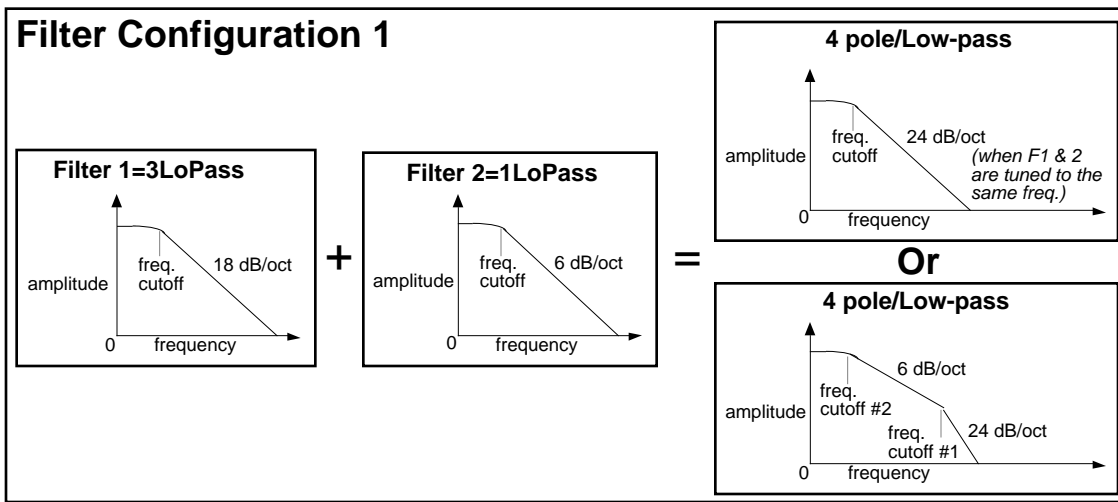 Filter Configuration 1
Filter 1=3LoPass
amplitude
freq.
cutoff
18 dB/oct
0
frequency
+
Filter 2=1LoPass
amplitude
freq.
cutoff
6 dB/oct
0
frequency
=
4 pole/Low-pass
amplitude
freq.
cutoff
24 dB/oct
(when F1 & 2
are tuned to the
same freq.)
0
frequency
Or
4 pole/Low-pass
amplitude
6 dB/oct
freq.
cutoff #2
freq.
cutoff #1
24 dB/oct
0
frequency